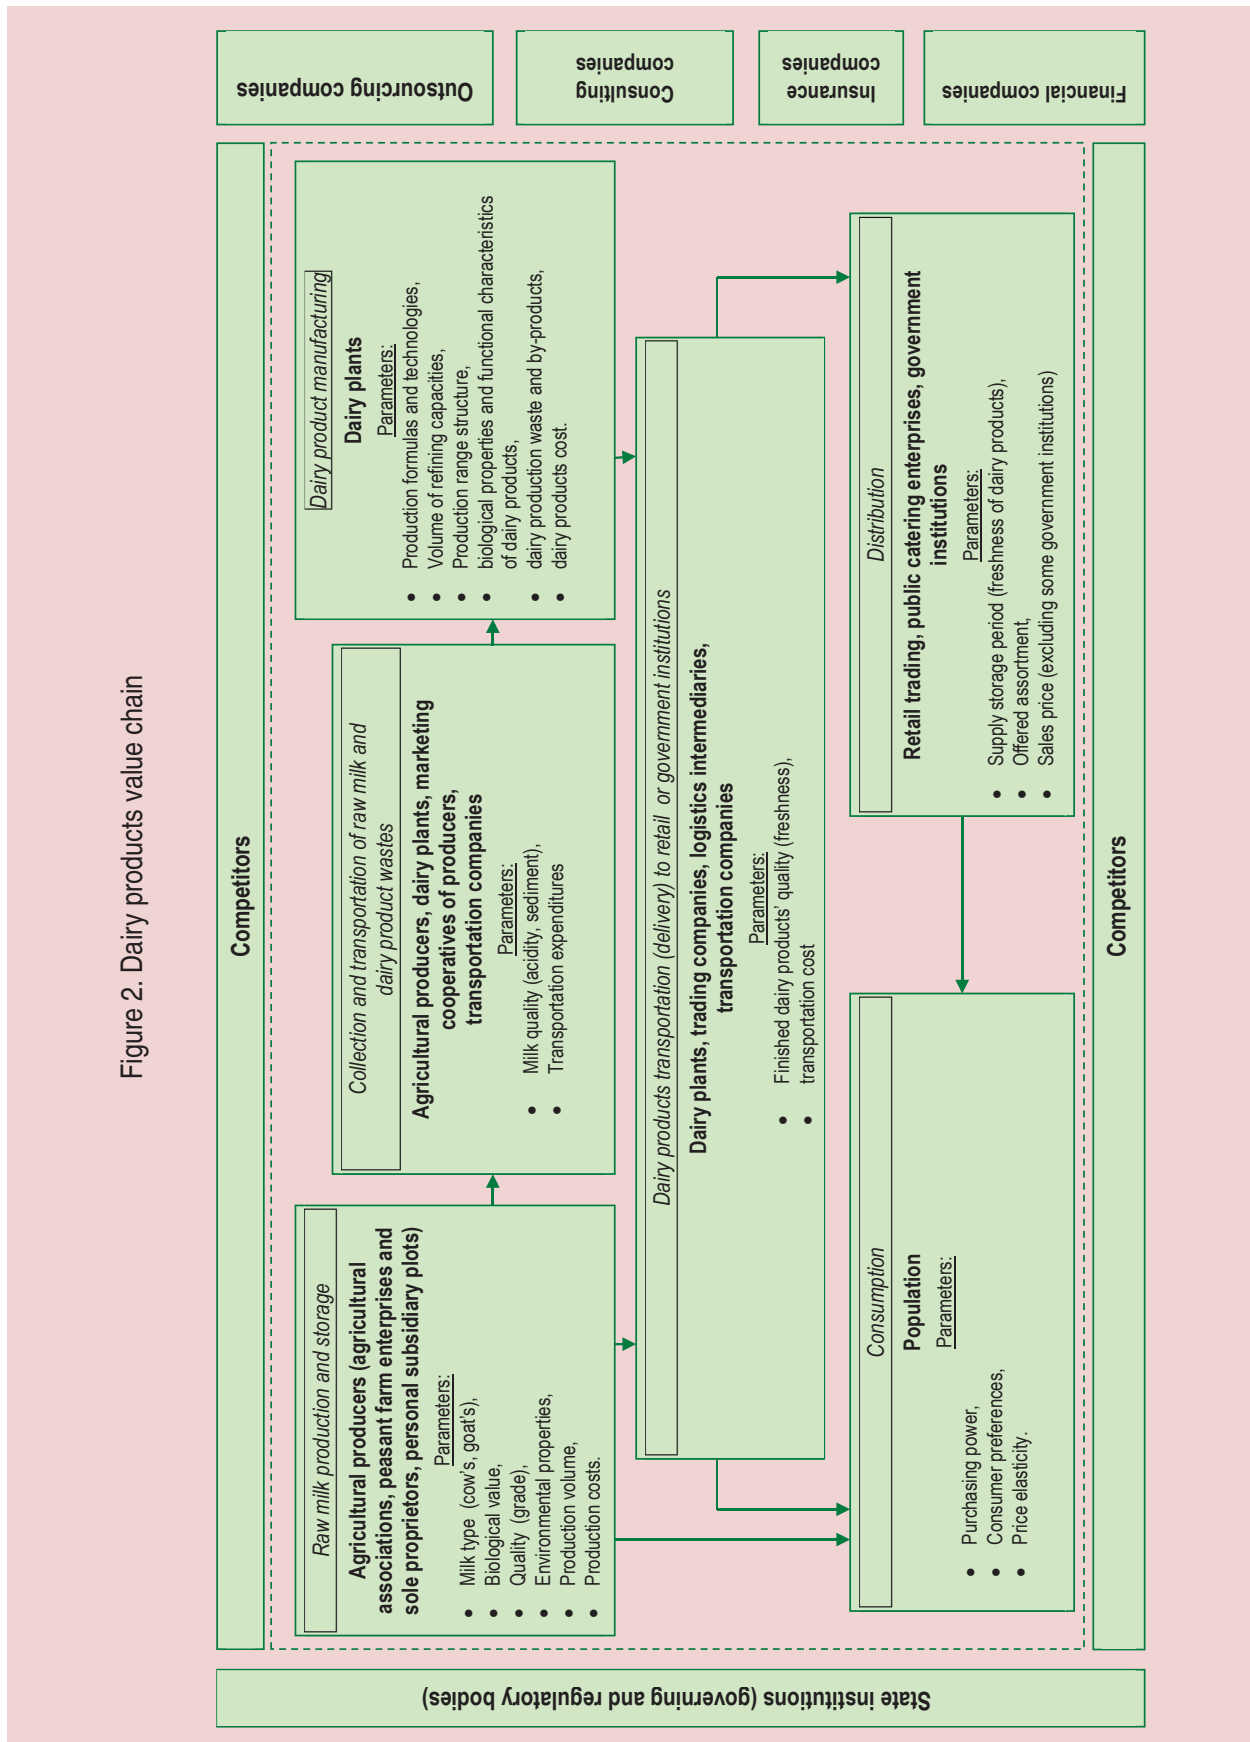 Figure 2. Dairy products value chain
State institutions (governing and regulatory bodies)
Competitors
Raw milk production and storage
Agricultural producers (agricultural
associations, peasant farm enterprises and
sole proprietors, personal subsidiary plots)
Parameters:
• Milk type (cow's, goat's),
• Biological value,
• Quality (grade),
• Environmental properties,
• Production volume,
• Production costs.
Collection and transportation of raw milk and
dairy product wastes
Agricultural producers, dairy plants, marketing
cooperatives of producers,
transportation companies
Parameters:
• Milk quality (acidity, sediment),
• Transportation expenditures
Dairy product manufacturing
Dairy plants
Parameters:
• Production formulas and technologies,
• Volume of refining capacities,
• Production range structure,
• biological properties and functional characteristics
of dairy products,
• dairy production waste and by-products,
• dairy products cost.
Dairy products transportation (delivery) to retail or government institutions
Dairy plants, trading companies, logistics intermediaries,
transportation companies
Parameters:
• Finished dairy products' quality (freshness),
• transportation cost
Consumption
Population
Parameters:
• Purchasing power,
• Consumer preferences,
• Price elasticity.
Distribution
Retail trading, public catering enterprises, government
institutions
Parameters:
• Supply storage period (freshness of dairy products),
• Offered assortment,
• Sales price (excluding some government institutions)
Competitors
Outsourcing companies
Consulting
companies
Insurance
companies
Financial companies